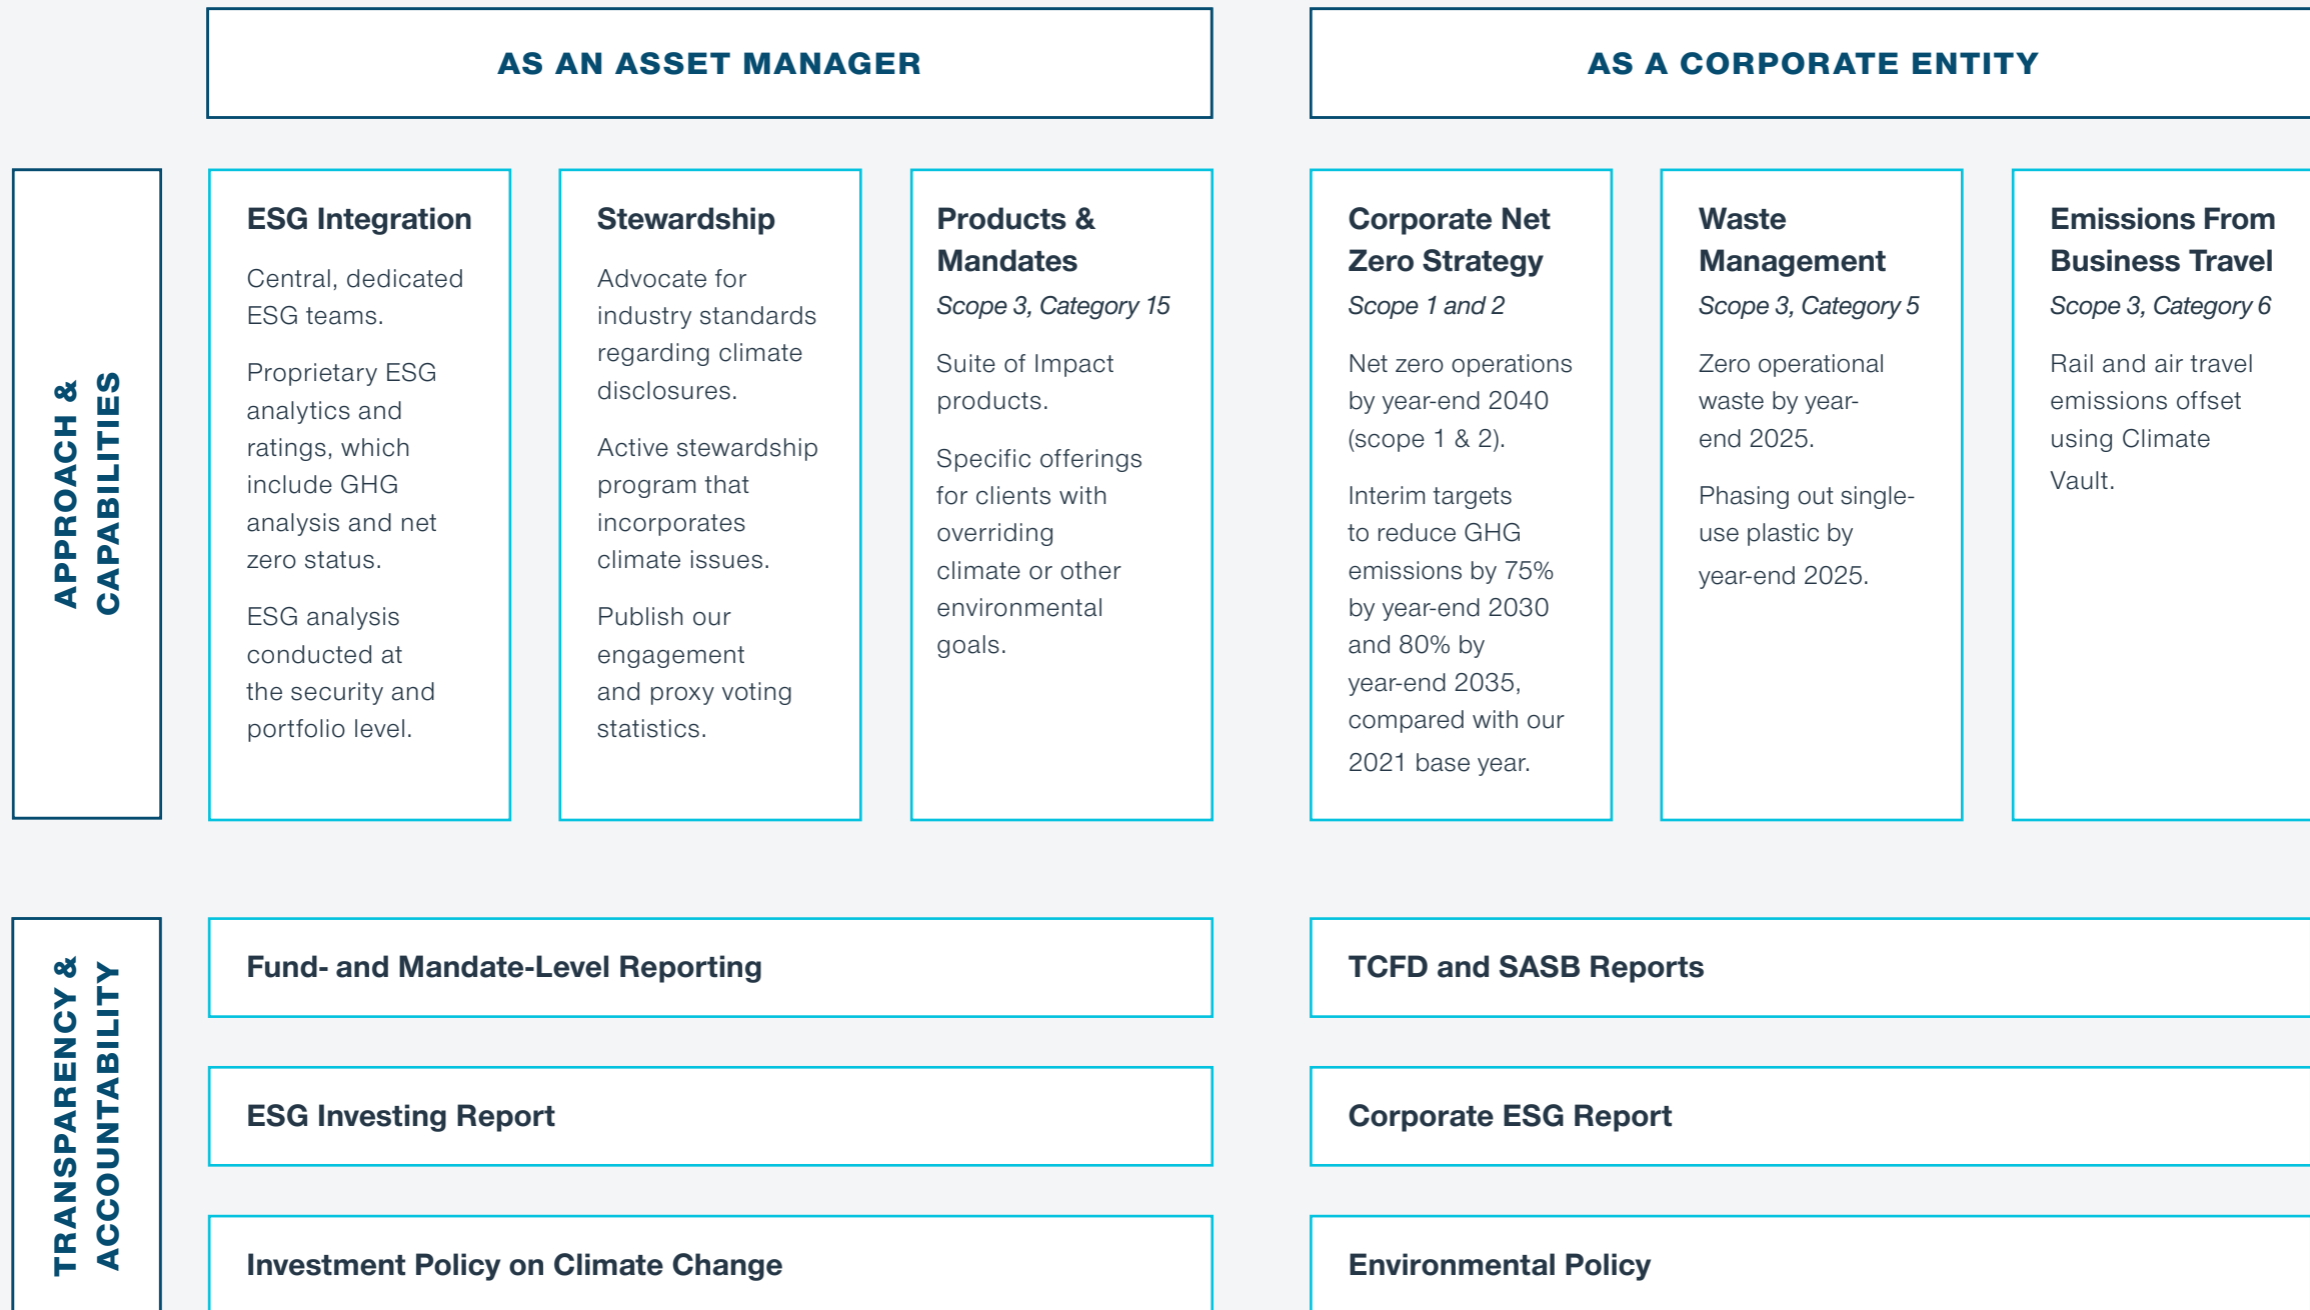 AS AN ASSET MANAGER
AS A CORPORATE ENTITY
APPROACH &
CAPABILITIES
ESG Integration
Central, dedicated
ESG teams.
Proprietary ESG
analytics and
ratings, which
include GHG
analysis and net
zero status.
ESG analysis
conducted at
the security and
portfolio level.
Stewardship
Advocate for
industry standards
regarding climate
disclosures.
Active stewardship
program that
incorporates
climate issues.
Publish our
engagement
and proxy voting
statistics.
Products &
Mandates
Scope 3, Category 15
Suite of Impact
products.
Specific offerings
for clients with
overriding
climate or other
environmental
goals.
Corporate Net
Zero Strategy
Scope 1 and 2
Net zero operations
by year-end 2040
(scope 1 & 2).
Interim targets
to reduce GHG
emissions by 75%
by year-end 2030
and 80% by
year-end 2035,
compared with our
2021 base year.
Waste
Management
Scope 3, Category 5
Zero operational
waste by year-
end 2025.
Phasing out single-
use plastic by
year-end 2025.
Emissions From
Business Travel
Scope 3, Category 6
Rail and air travel
emissions offset
using Climate
Vault.
TRANSPARENCY &
ACCOUNTABILITY
Fund- and Mandate-Level Reporting
ESG Investing Report
Investment Policy on Climate Change
TCFD and SASB Reports
Corporate ESG Report
Environmental Policy